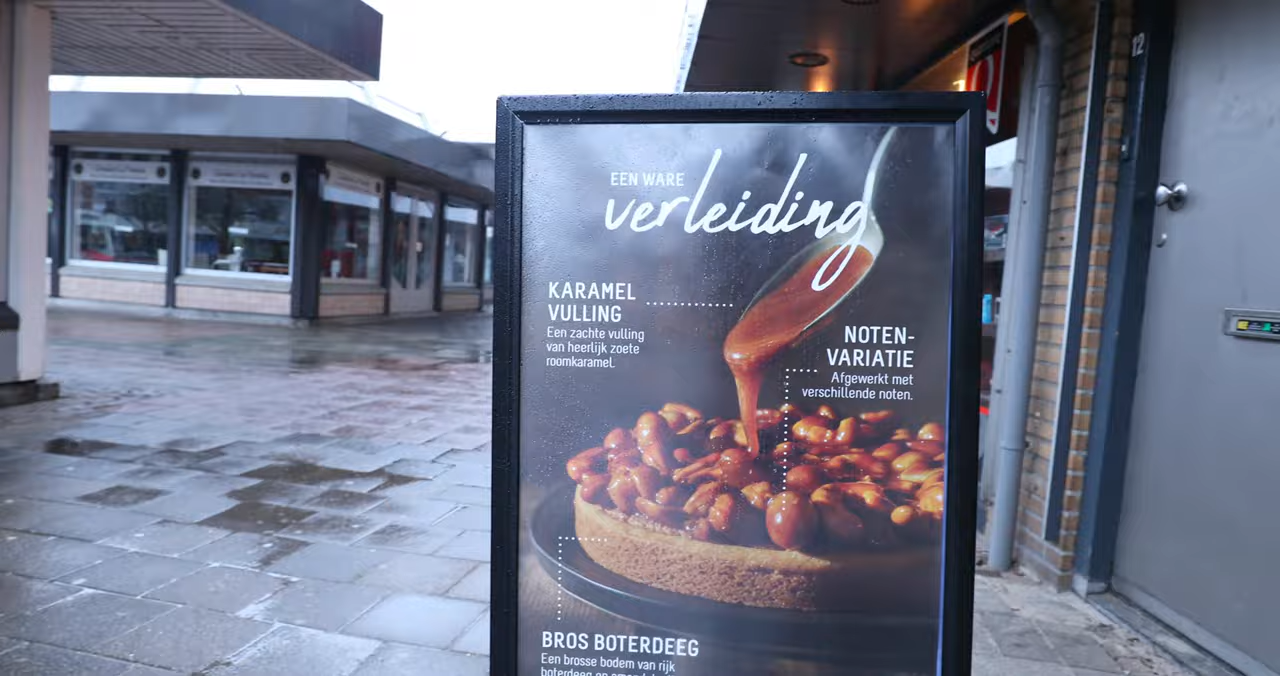 EEN WARE
verleiding
KARAMEL
VULLING
Een zachte vulling
van heerlijk zoete
roomkaramel.
NOTEN-
VARIATIE
Afgewerkt met
verschillende noten.
BROS BOTERDEEG
Een brosse bodem van rijk
boterdeeg
12